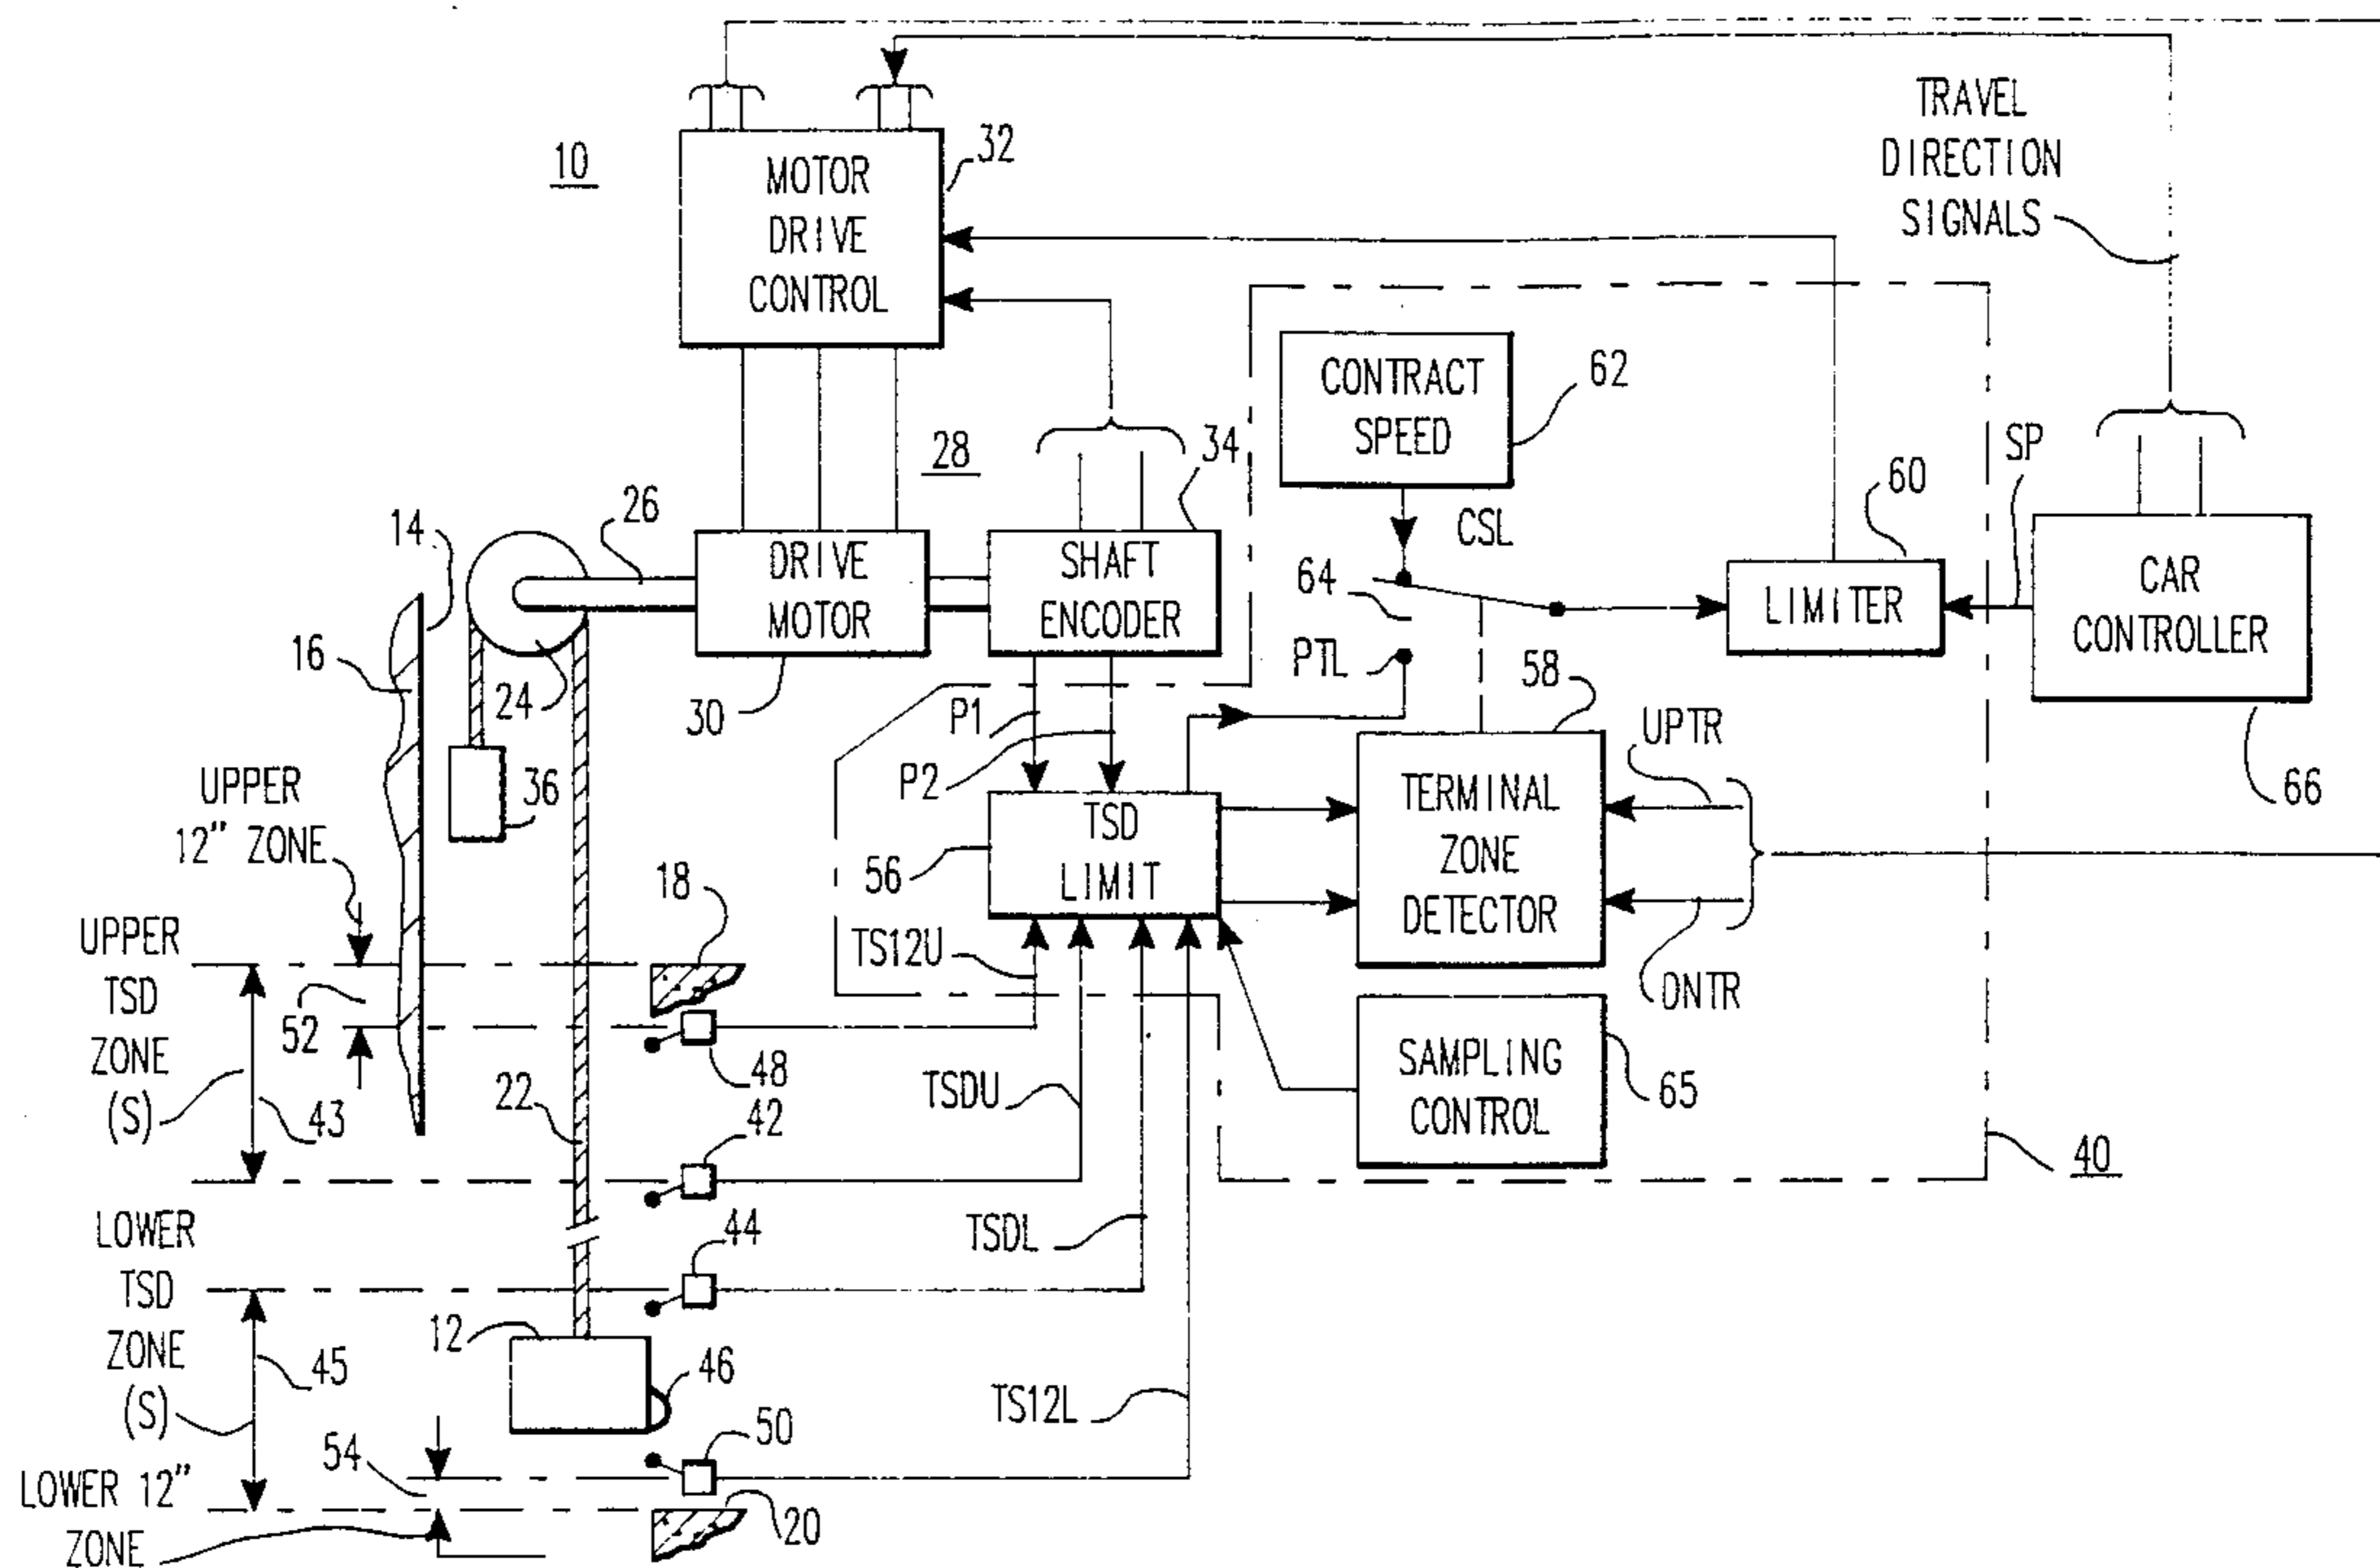 10
MOTOR
DRIVE
CONTROL
32
TRAVEL
DIRECTION
SIGNALS
28
34
CONTRACT
SPEED
62
26
14
16
24
DRIVE
MOTOR
30
SHAFT
ENCODER
CSL
64
PTL
60
LIMITER
SP
CAR
CONTROLLER
66
P1
P2
58
36
UPPER
12" ZONE
18
56
TSD
LIMIT
TERMINAL
ZONE
DETECTOR
UPTR
DNTR
UPPER
TSD
ZONE
(S)
52
43
22
48
42
TS12U
TSDU
SAMPLING
CONTROL
65
40
LOWER
TSD
ZONE
(S)
45
44
TSDL
12
46
TS12L
50
54
LOWER 12"
ZONE
20